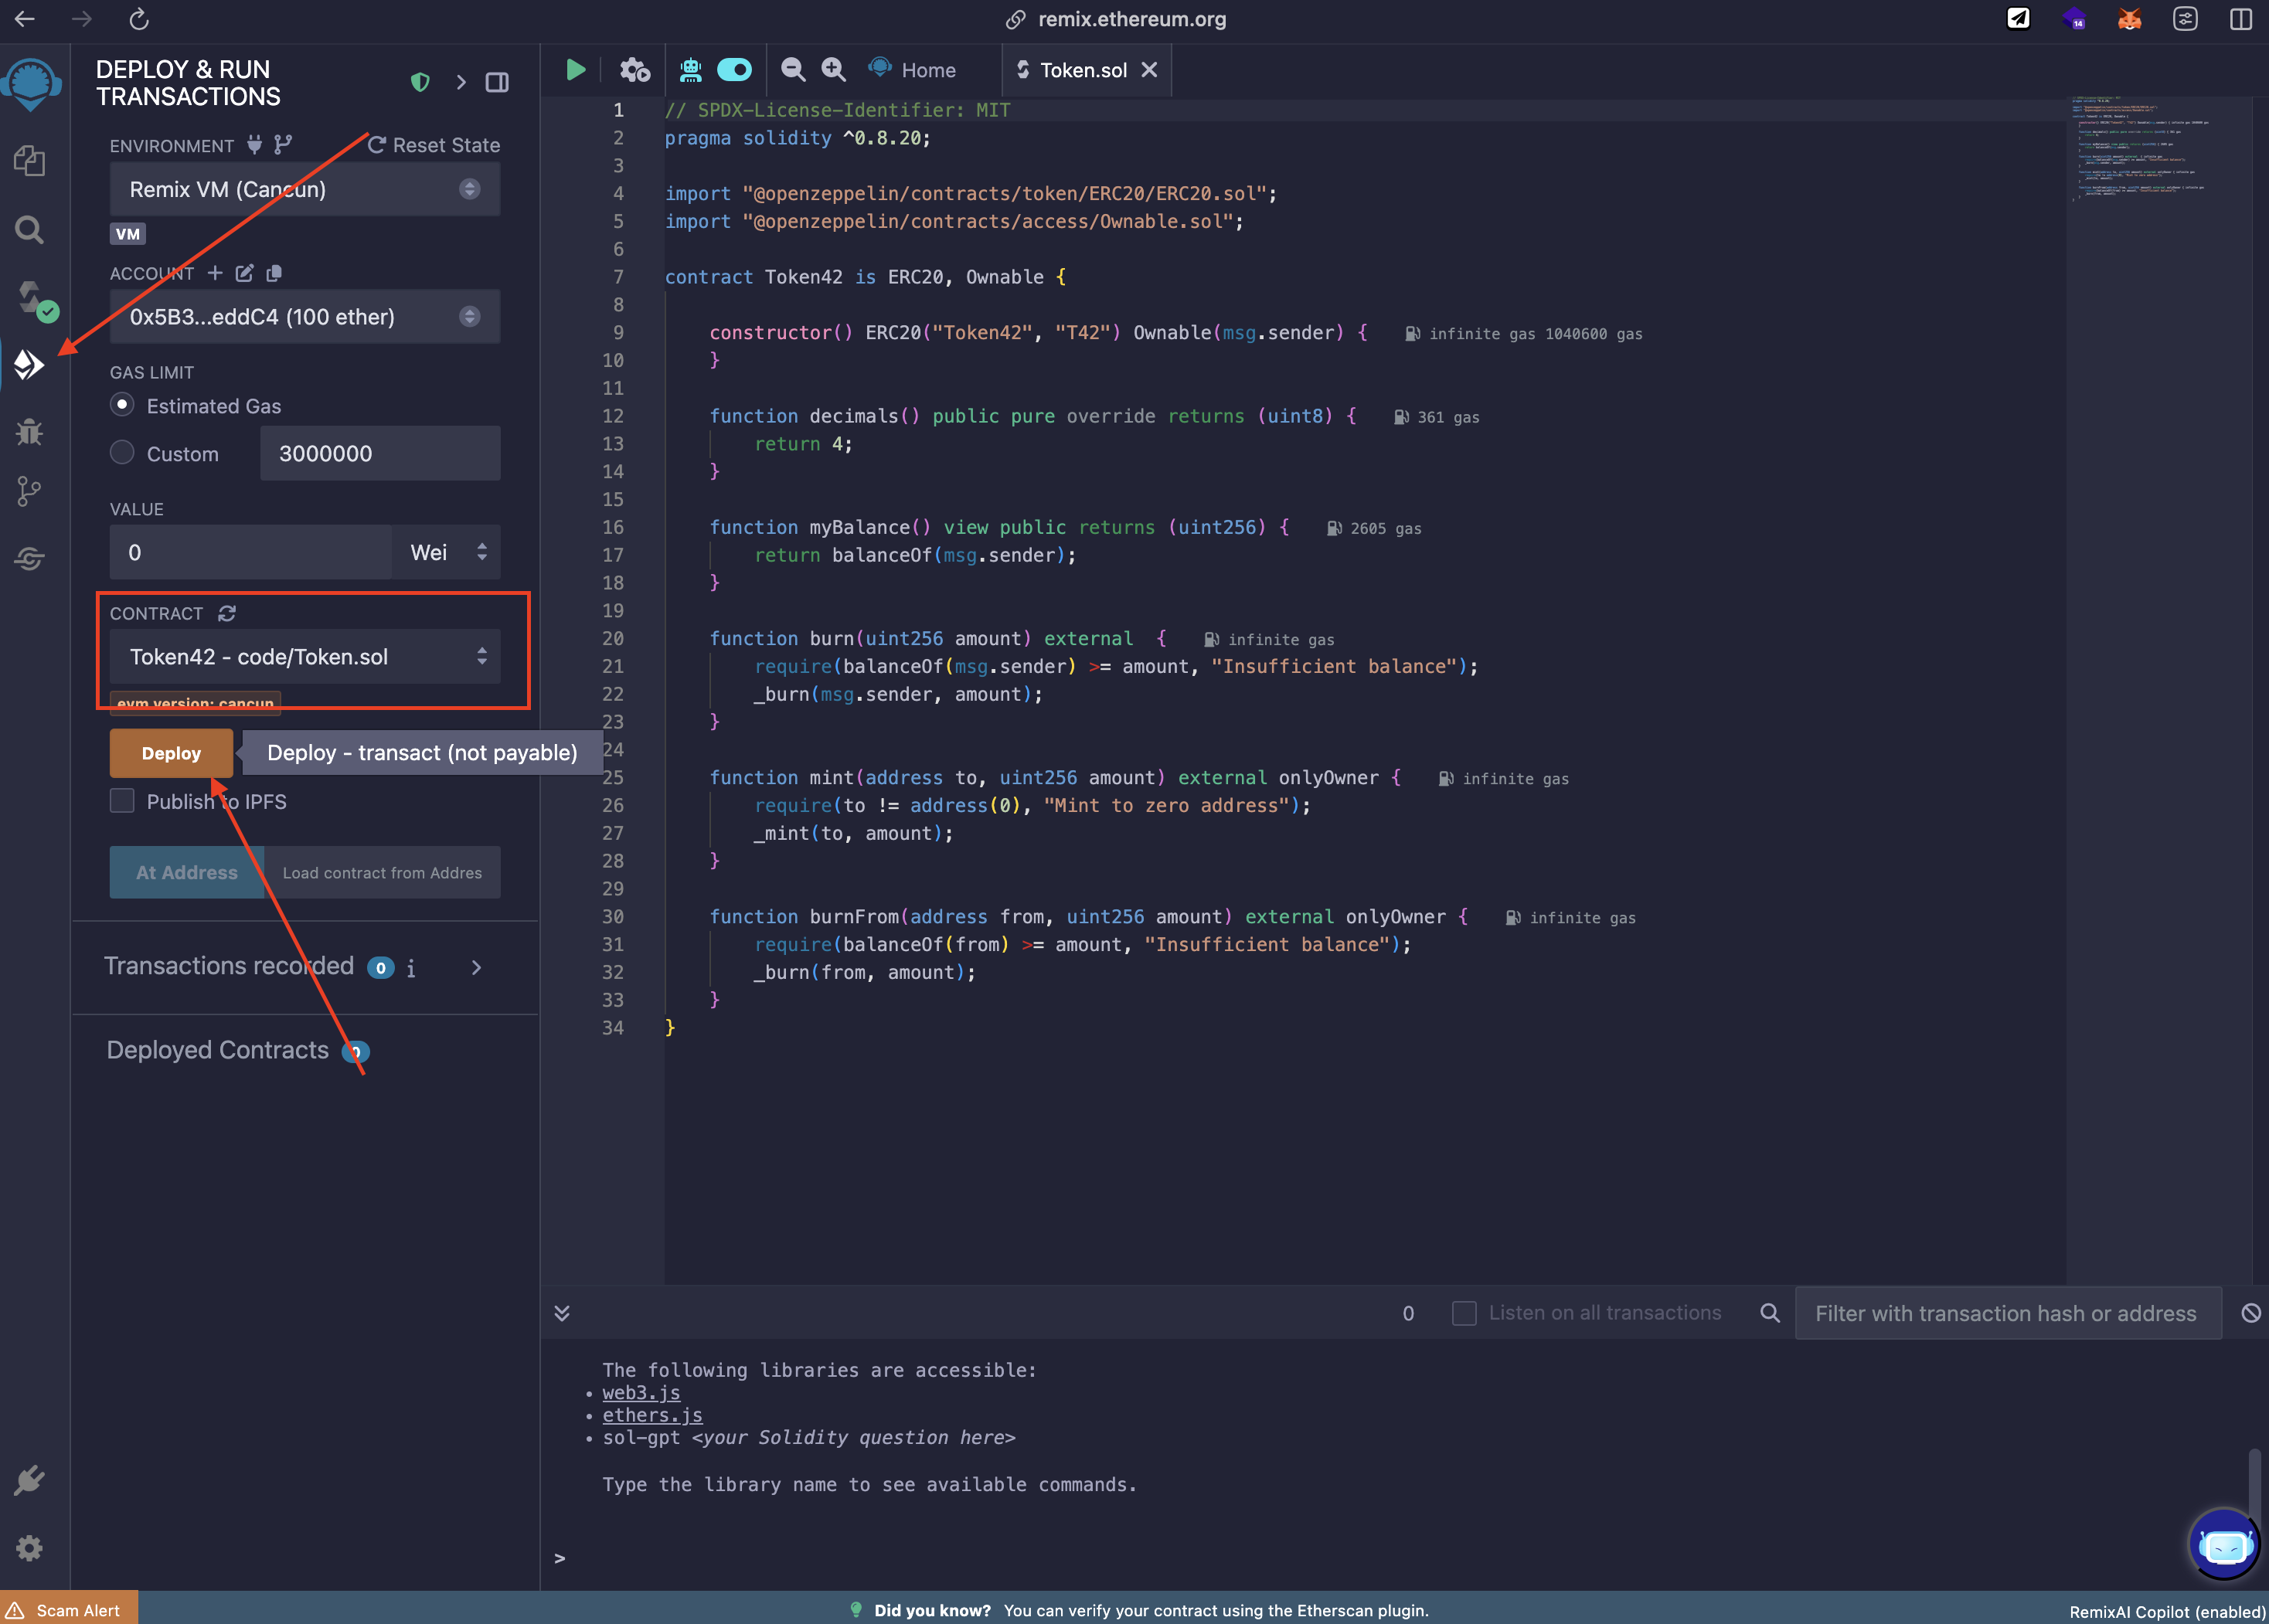 remix.ethereum.org
14
DEPLOY & RUN
TRANSACTIONS
ENVIRONMENT
Reset State
Remix VM (Cancun)
VM
ACCOUNT
0x5B3...eddC4 (100 ether)
GAS LIMIT
Estimated Gas
Custom
3000000
VALUE
0
Wei
CONTRACT
Token42 - code/Token.sol
evm version: cancun
Deploy
Deploy - transact (not payable)
Publish to IPFS
At Address
Load contract from Addres
Transactions recorded 0 i
Deployed Contracts 0
Home
Token.sol
1 // SPDX-License-Identifier: MIT
2 pragma solidity ^0.8.20;
3
4 import "@openzeppelin/contracts/token/ERC20/ERC20.sol";
5 import "@openzeppelin/contracts/access/Ownable.sol";
6
7 contract Token42 is ERC20, Ownable {
8
9 constructor() ERC20("Token42", "T42") Ownable(msg.sender) { infinite gas 1040600 gas
10 }
11
12 function decimals() public pure override returns (uint8) { 361 gas
13 return 4;
14 }
15
16 function myBalance() view public returns (uint256) { 2605 gas
17 return balanceOf(msg.sender);
18 }
19
20 function burn(uint256 amount) external { infinite gas
21 require(balanceOf(msg.sender) >= amount, "Insufficient balance");
22 _burn(msg.sender, amount);
23 }
24
25 function mint(address to, uint256 amount) external onlyOwner { infinite gas
26 require(to != address(0), "Mint to zero address");
27 _mint(to, amount);
28 }
29
30 function burnFrom(address from, uint256 amount) external onlyOwner { infinite gas
31 require(balanceOf(from) >= amount, "Insufficient balance");
32 _burn(from, amount);
33 }
34 }
0
Listen on all transactions
Filter with transaction hash or address
The following libraries are accessible:
• web3.js
• ethers.js
• sol-gpt <your Solidity question here>
Type the library name to see available commands.
>
Scam Alert
Did you know? You can verify your contract using the Etherscan plugin.
RemixAI Copilot (enabled)